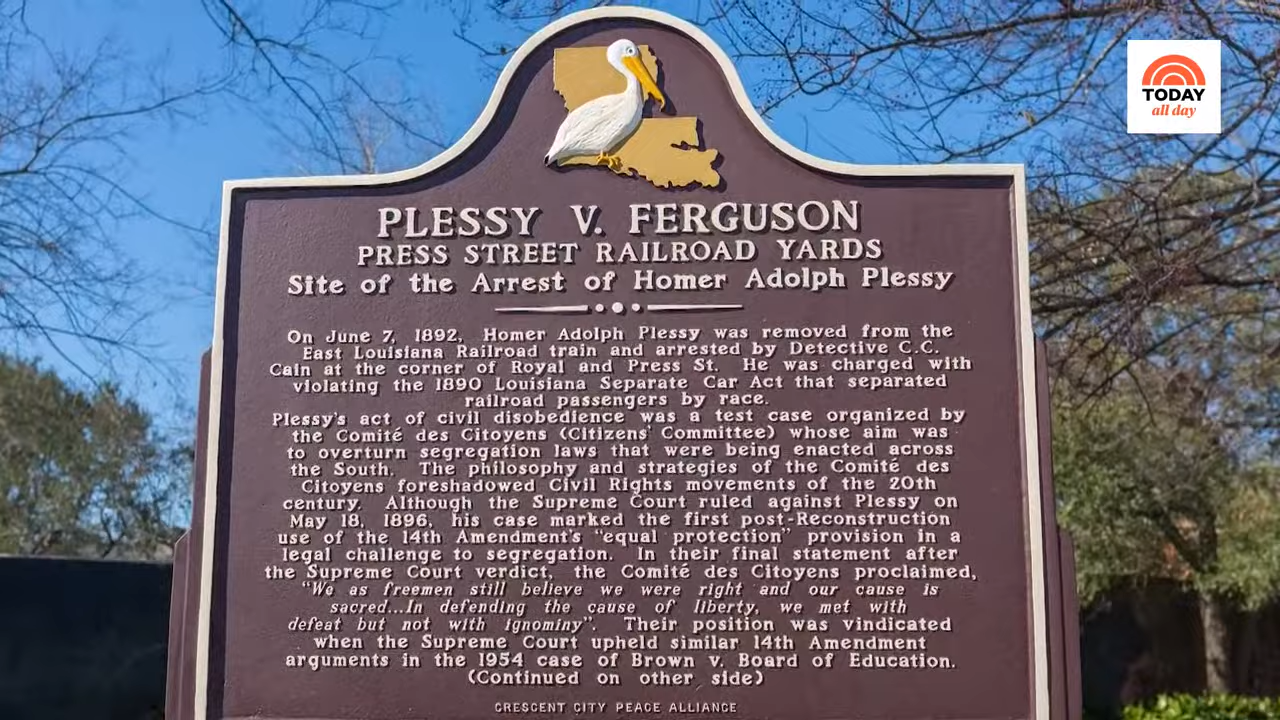 TODAY
all day
PLESSY V. FERGUSON
PRESS STREET RAILROAD YARDS
Site of the Arrest of Homer Adolph Plessy
On June 7, 1892, Homer Adolph Plessy was removed from the
East Louisiana Railroad train and arrested by Detective C.C.
Cain at the corner of Royal and Press St. He was charged with
violating the 1890 Louisiana Separate Car Act that separated
railroad passengers by race.
Plessy's act of civil disobedience was a test case organized by
the Comité des Citoyens (Citizens' Committee) whose aim was
to overturn segregation laws that were being enacted across
the South. The philosophy and strategies of the Comité des
Citoyens foreshadowed Civil Rights movements of the 20th
century. Although the Supreme Court ruled against Plessy on
May 18, 1896, his case marked the first post-Reconstruction
use of the 14th Amendment's "equal protection" provision in a
legal challenge to segregation. In their final statement after
the Supreme Court verdict, the Comité des Citoyens proclaimed,
"We as freemen still believe we were right and our cause is
sacred...In defending the cause of liberty, we met with
defeat but not with ignominy". Their position was vindicated
when the Supreme Court upheld similar 14th Amendment
arguments in the 1954 case of Brown v. Board of Education.
(Continued on other side)
CRESCENT CITY PEACE ALLIANCE